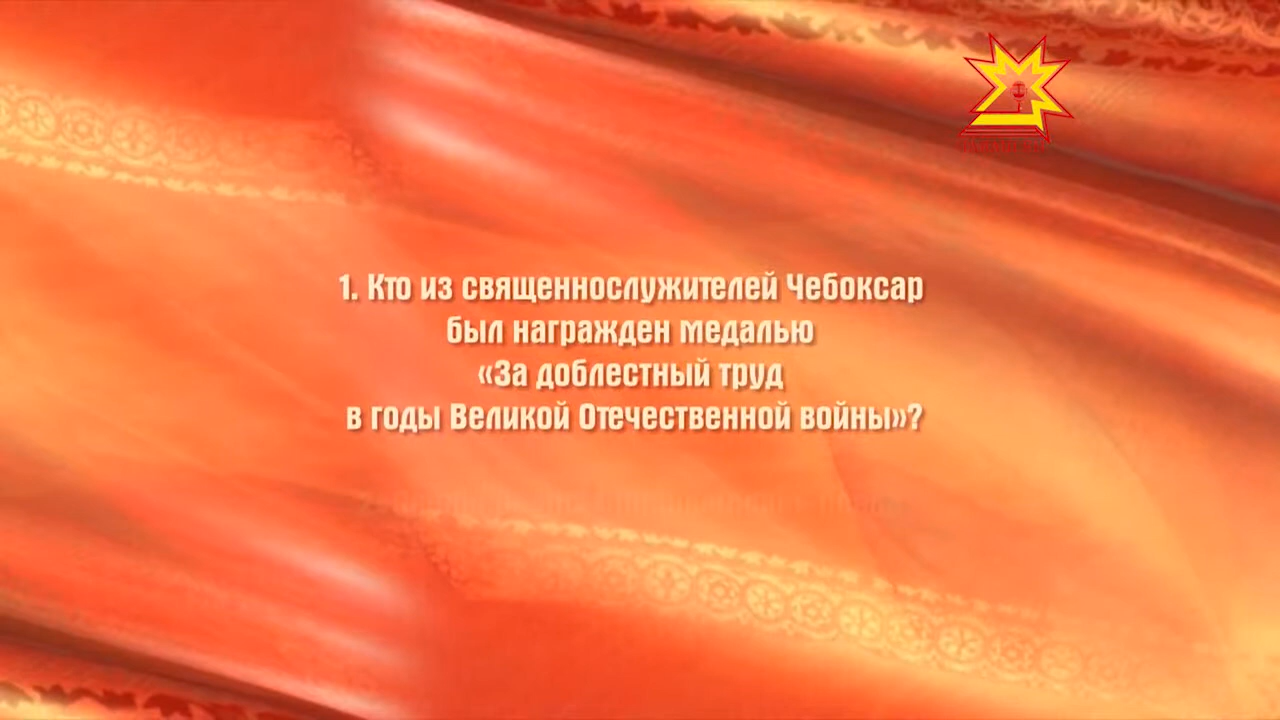 1. Кто из священнослужителей Чебоксар
был награжден медалью
«За доблестный труд
в годы Великой Отечественной войны»?